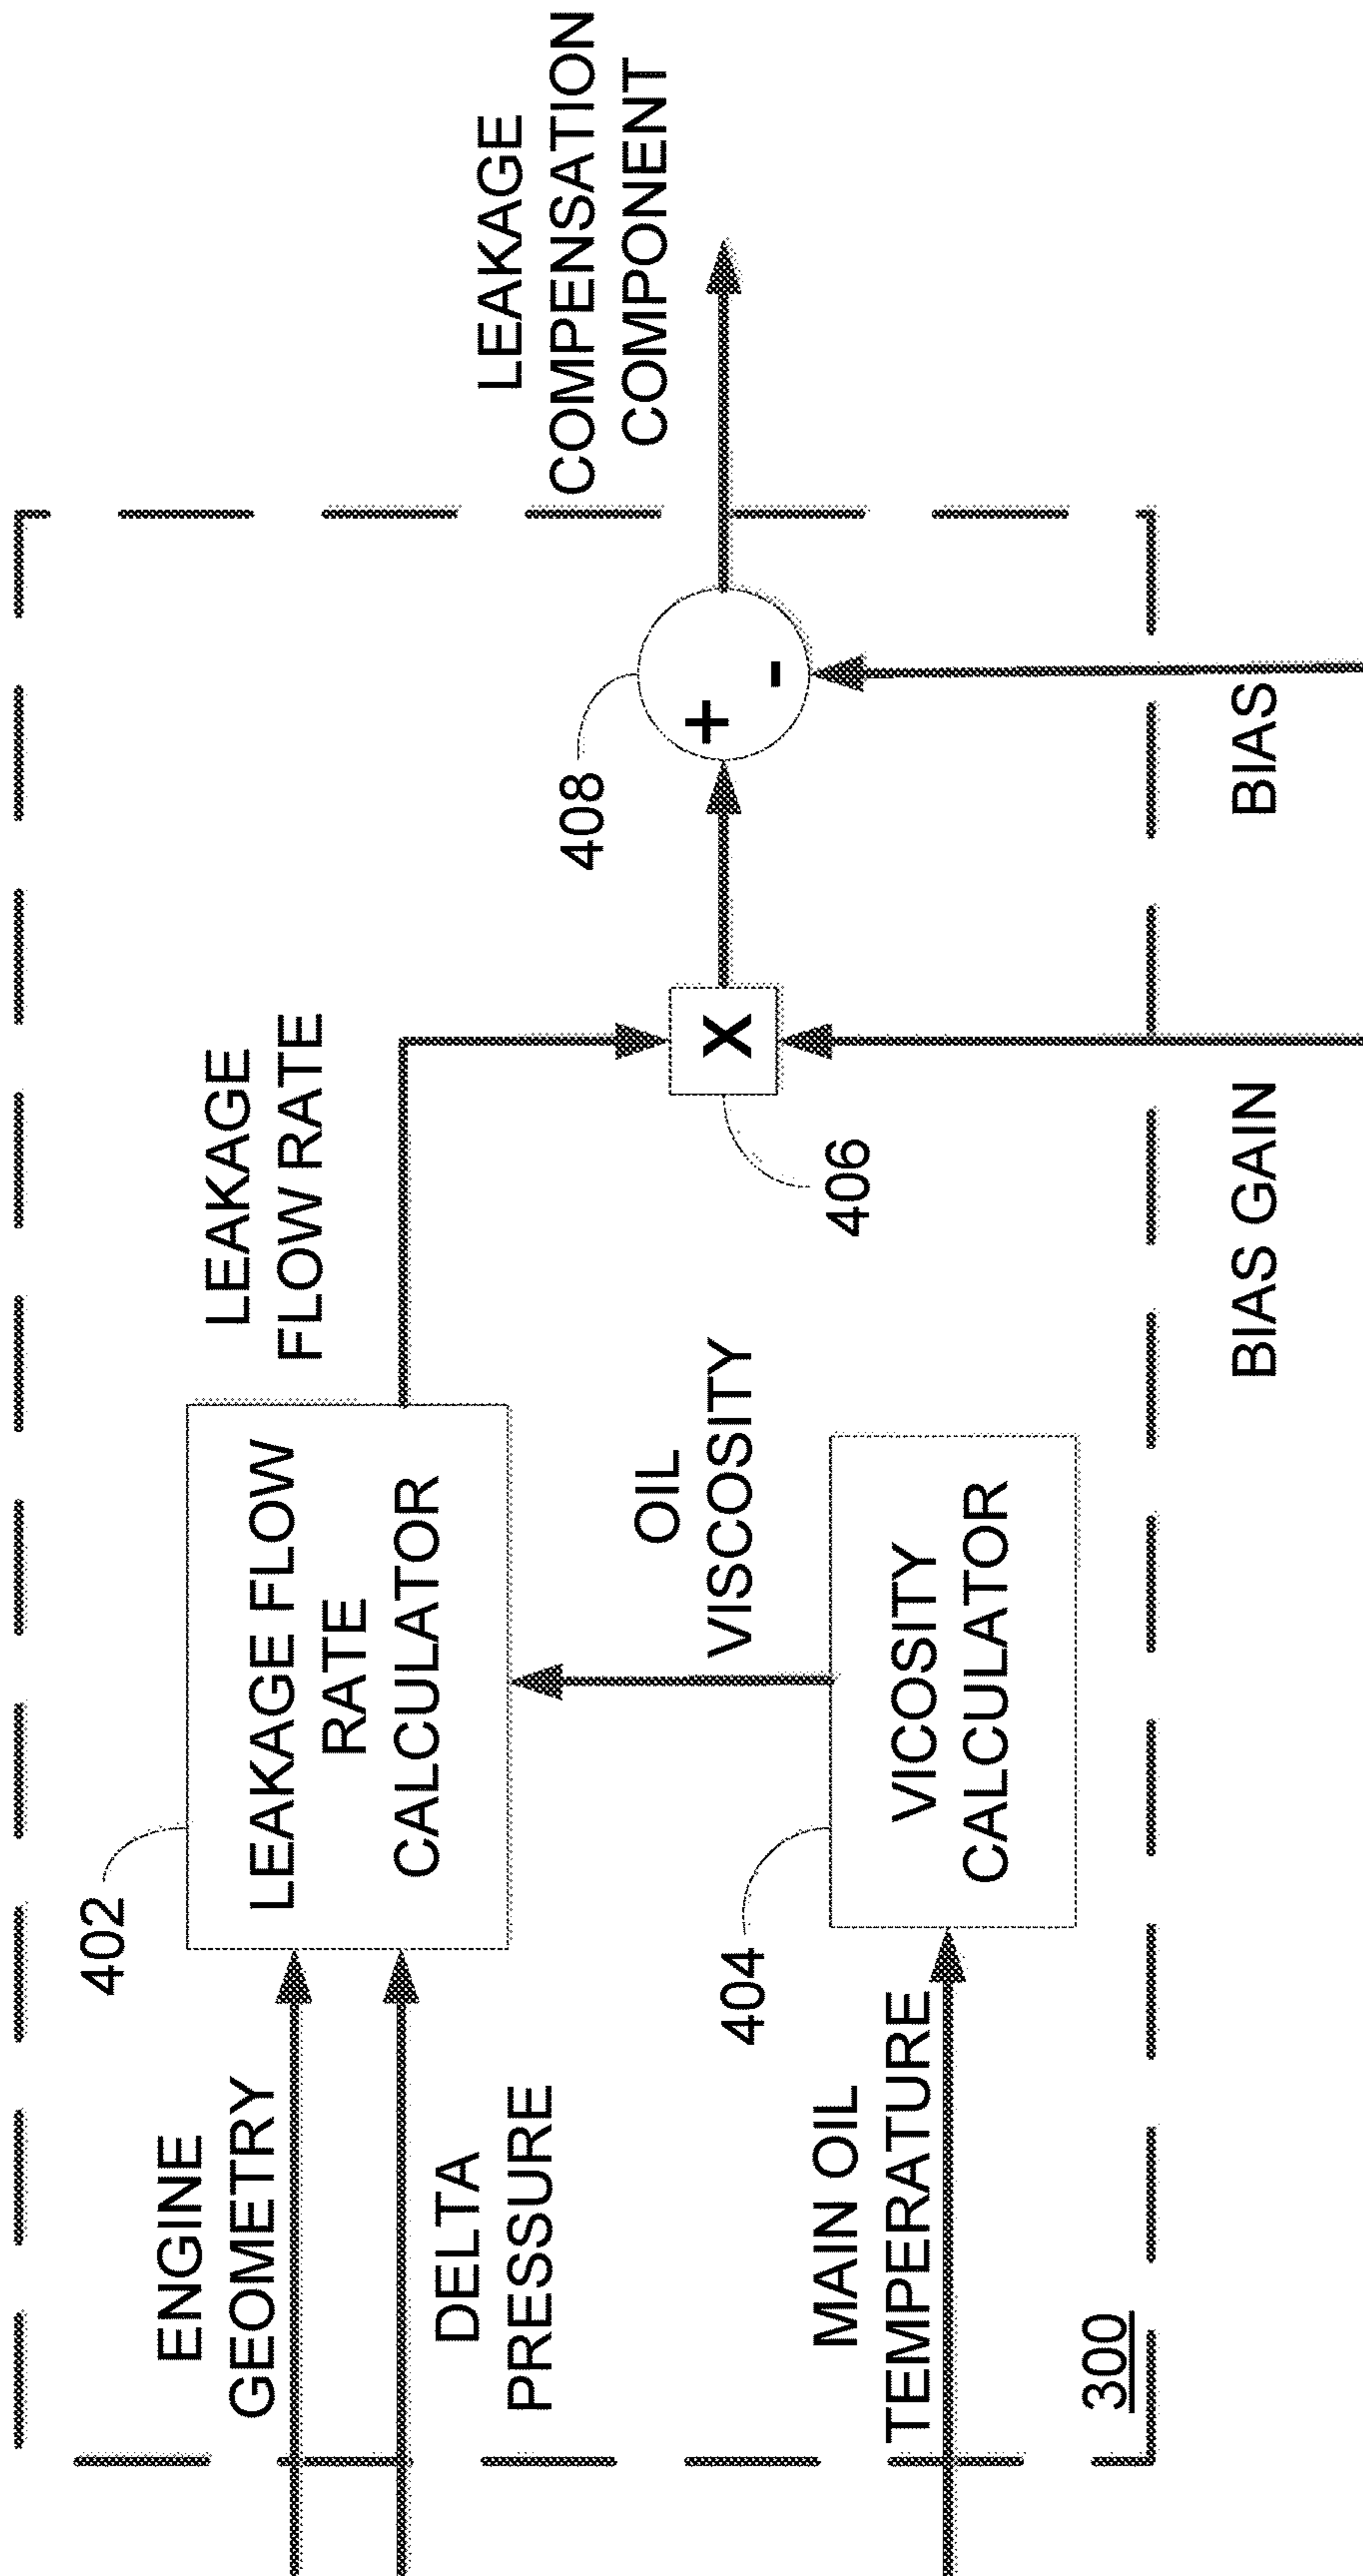 ENGINE
GEOMETRY
DELTA
PRESSURE
402
LEAKAGE FLOW
RATE
CALCULATOR
LEAKAGE
FLOW RATE
MAIN OIL
TEMPERATURE
404
VICOSITY
CALCULATOR
OIL
VISCOSITY
406
X
408
+
-
LEAKAGE
COMPENSATION
COMPONENT
300
BIAS GAIN
BIAS